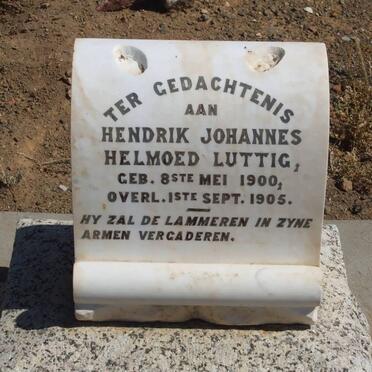 TER GEDACHTENIS
AAN
HENDRIK JOHANNES
HELMOED LUTTIG,
GEB. 8STE MEI 1900,
OVERL. 1STE SEPT. 1905.
HY ZAL DE LAMMEREN IN ZYNE
ARMEN VERGADEREN.